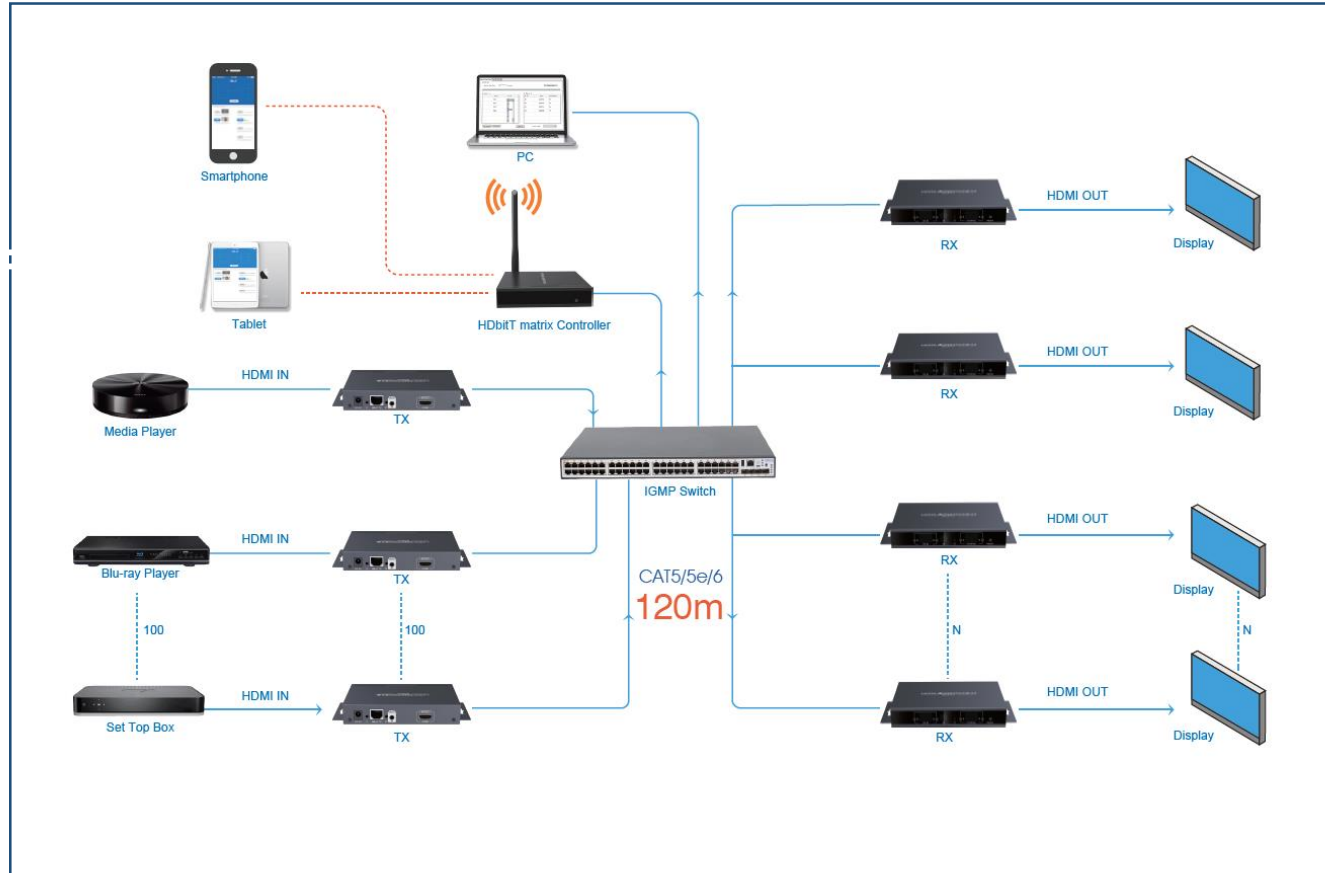 Smartphone
PC
Tablet
HDbitT matrix Controller
HDMI IN
Media Player
TX
IGMP Switch
HDMI IN
Blu-ray Player
TX
100
100
HDMI IN
Set Top Box
TX
CAT5/5e/6
120m
HDMI OUT
RX
Display
HDMI OUT
RX
Display
HDMI OUT
RX
Display
N
N
HDMI OUT
RX
Display